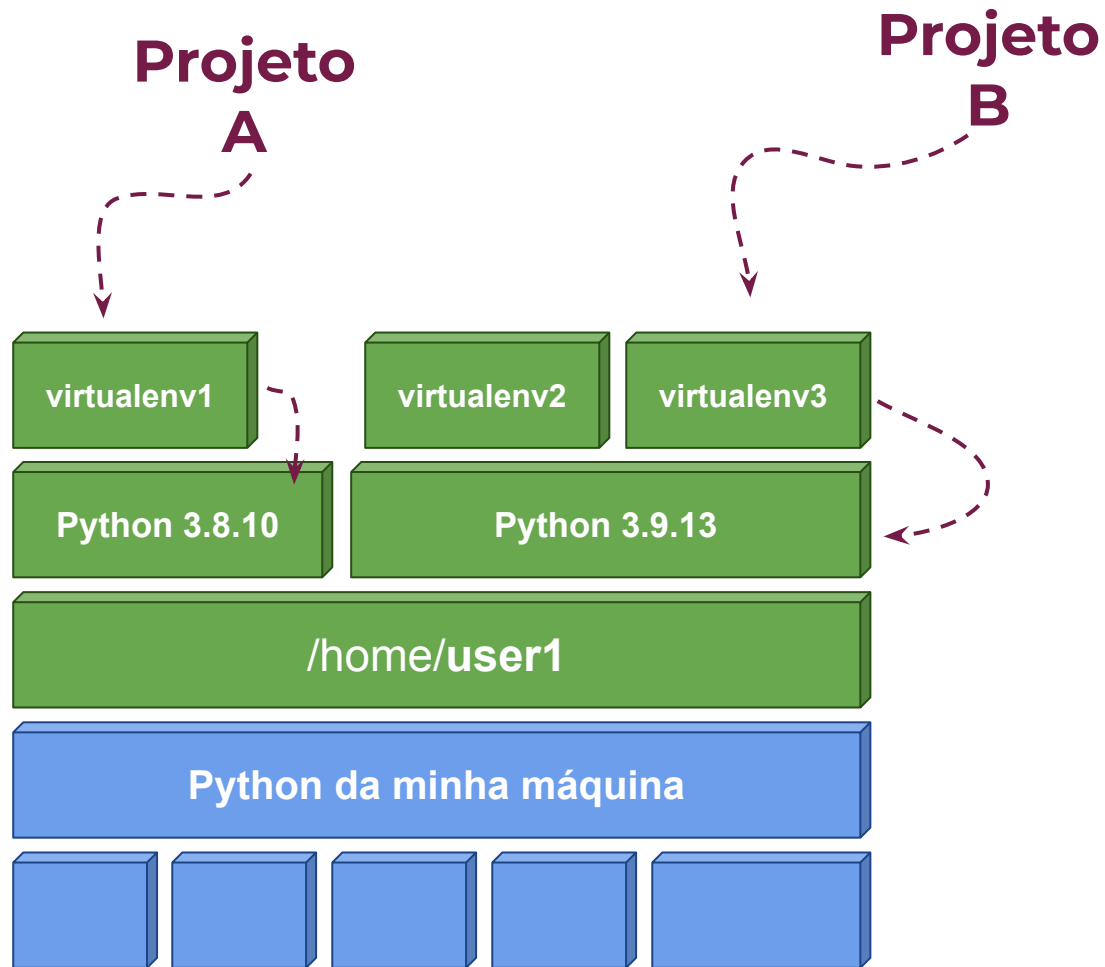 Projeto
A
Projeto
B
virtualenv1
virtualenv2
virtualenv3
Python 3.8.10
Python 3.9.13
/home/user1
Python da minha máquina